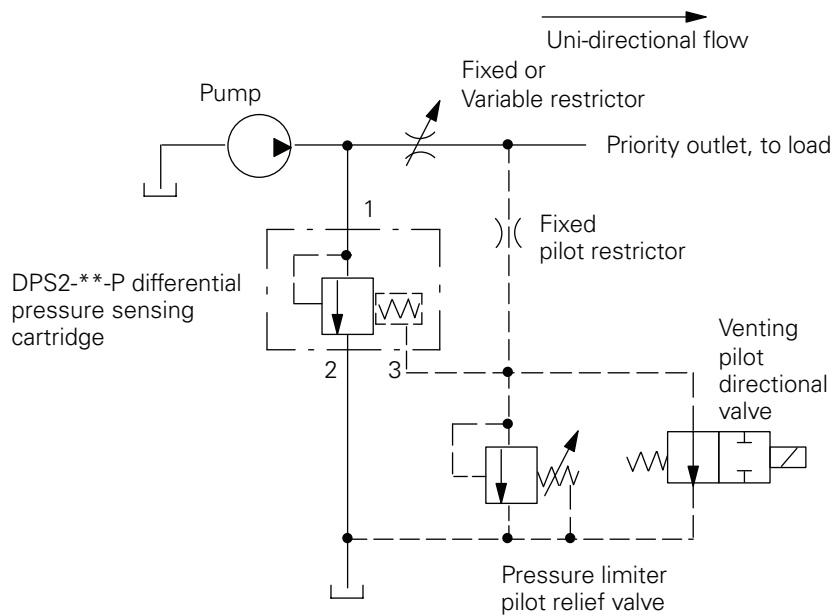 Uni-directional flow
Fixed or
Variable restrictor
Pump
Priority outlet, to load
1
Fixed
pilot restrictor
DPS2-**-P differential
pressure sensing
cartridge
2
3
Venting
pilot
directional
valve
Pressure limiter
pilot relief valve